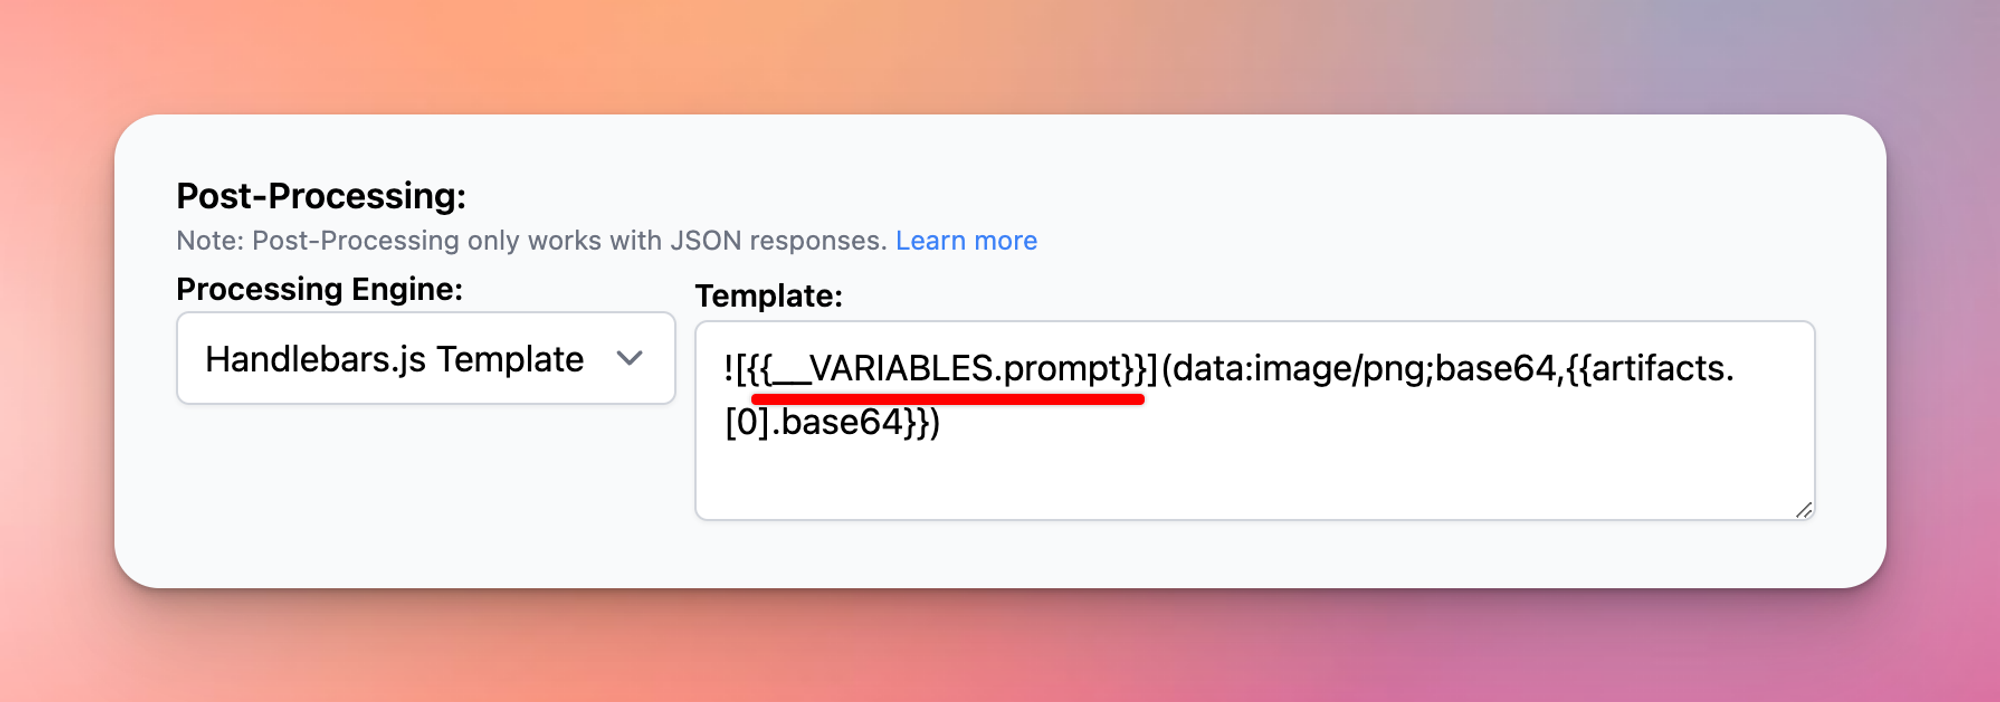 Post-Processing:
Note: Post-Processing only works with JSON responses. Learn more
Processing Engine:
Handlebars.js Template
Template:
![{{__VARIABLES.prompt}}](data:image/png;base64,{{artifacts.
[0].base64}})